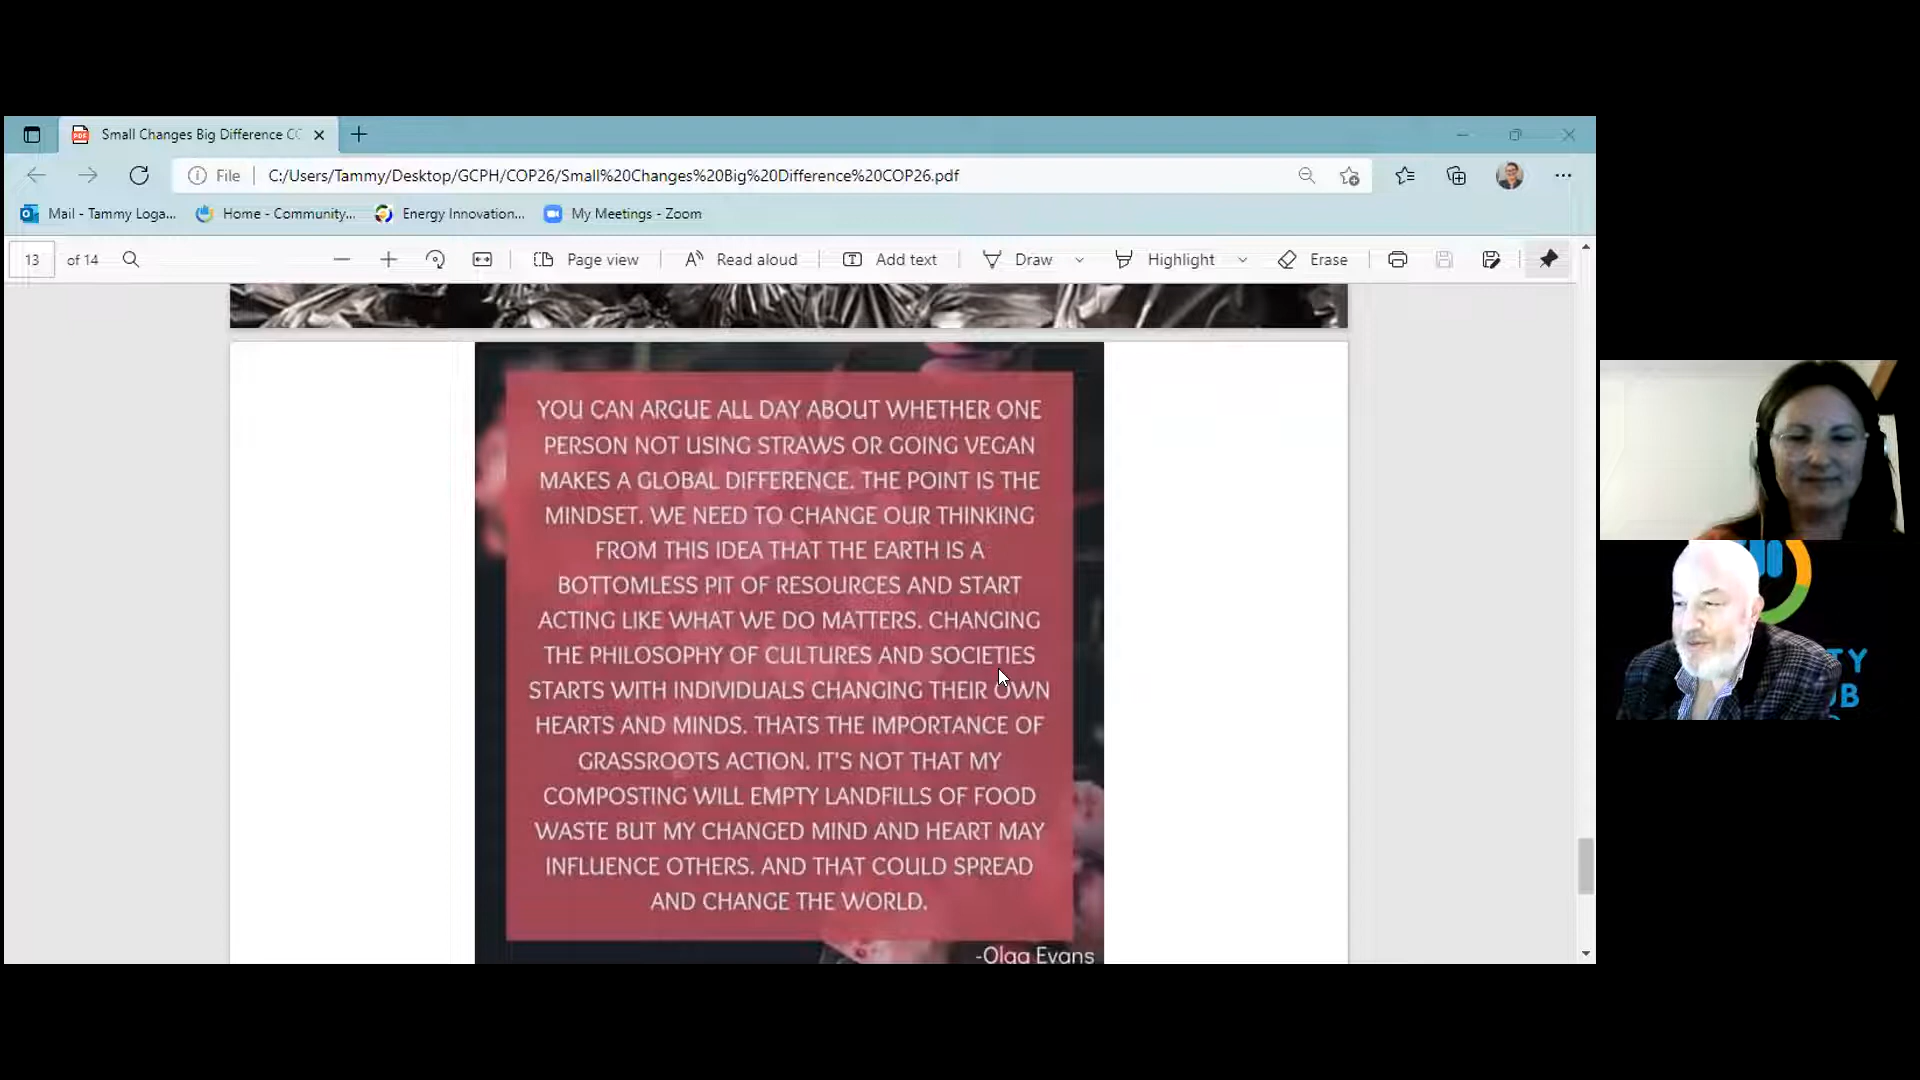 Small Changes Big Difference CC
File
C:/Users/Tammy/Desktop/GCPH/COP26/Small%20Changes%20Big%20Difference%20COP26.pdf
Mail - Tammy Loga...
Home - Community...
Energy Innovation...
My Meetings - Zoom
13 of 14
Page view
Read aloud
Add text
Draw
Highlight
Erase
YOU CAN ARGUE ALL DAY ABOUT WHETHER ONE
PERSON NOT USING STRAWS OR GOING VEGAN
MAKES A GLOBAL DIFFERENCE. THE POINT IS THE
MINDSET. WE NEED TO CHANGE OUR THINKING
FROM THIS IDEA THAT THE EARTH IS A
BOTTOMLESS PIT OF RESOURCES AND START
ACTING LIKE WHAT WE DO MATTERS. CHANGING
THE PHILOSOPHY OF CULTURES AND SOCIETIES
STARTS WITH INDIVIDUALS CHANGING THEIR OWN
HEARTS AND MINDS. THATS THE IMPORTANCE OF
GRASSROOTS ACTION. IT'S NOT THAT MY
COMPOSTING WILL EMPTY LANDFILLS OF FOOD
WASTE BUT MY CHANGED MIND AND HEART MAY
INFLUENCE OTHERS. AND THAT COULD SPREAD
AND CHANGE THE WORLD.
-Olga Evans
TY
UB